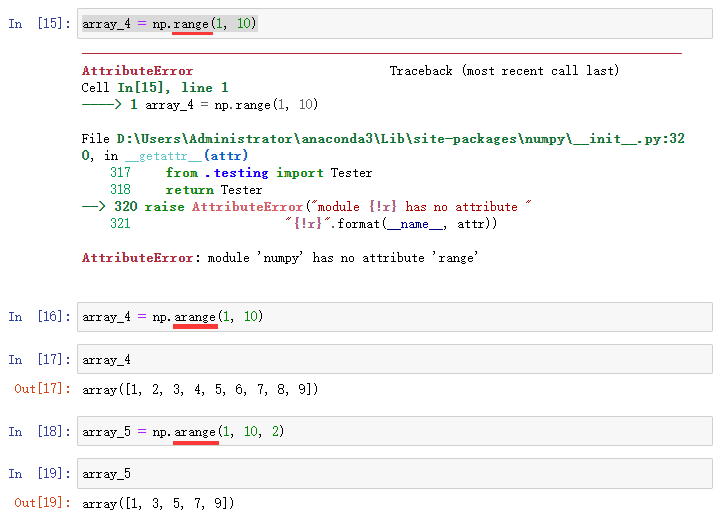 In [15]: array_4 = np.range(1, 10)
AttributeError Traceback (most recent call last)
Cell In[15], line 1
----> 1 array_4 = np.range(1, 10)
File D:\Users\Administrator\anaconda3\Lib\site-packages\numpy\__init__.py:32
0, in __getattr__(attr)
317 from .testing import Tester
318 return Tester
--> 320 raise AttributeError("module {!r} has no attribute "
321 "{!r}".format(__name__, attr))
AttributeError: module 'numpy' has no attribute 'range'
In [16]: array_4 = np.arange(1, 10)
In [17]: array_4
Out[17]: array([1, 2, 3, 4, 5, 6, 7, 8, 9])
In [18]: array_5 = np.arange(1, 10, 2)
In [19]: array_5
Out[19]: array([1, 3, 5, 7, 9])